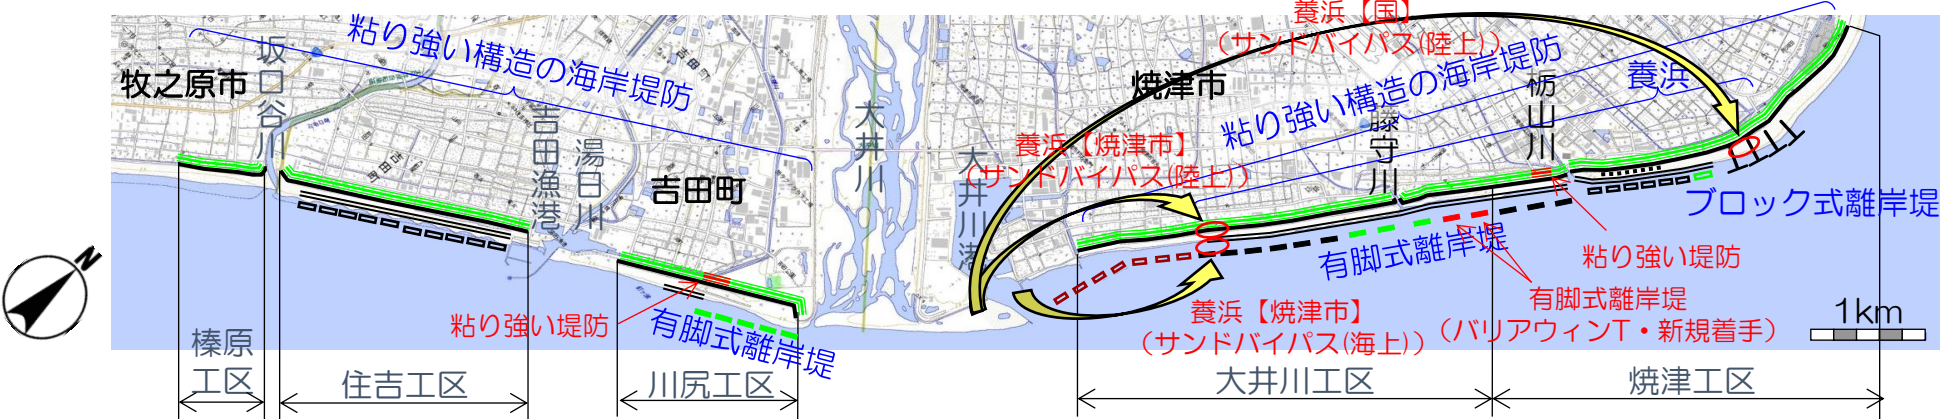 養浜【国】
(サンドバイパス(陸上))
粘り強い構造の海岸堤防
牧之原市
坂口谷川
吉田漁港
湯日川
吉田町
大井川
大井川港
焼津市
養浜【焼津市】
(サンドバイパス(陸上))
粘り強い構造の海岸堤防
養浜
藤守川
栃山川
ブロック式離岸堤
有脚式離岸堤
粘り強い堤防
有脚式離岸堤
(バリアウィンT・新規着手)
養浜【焼津市】
(サンドバイパス(海上))
粘り強い堤防
有脚式離岸堤
N
1km
榛原
工区
住吉工区
川尻工区
大井川工区
焼津工区